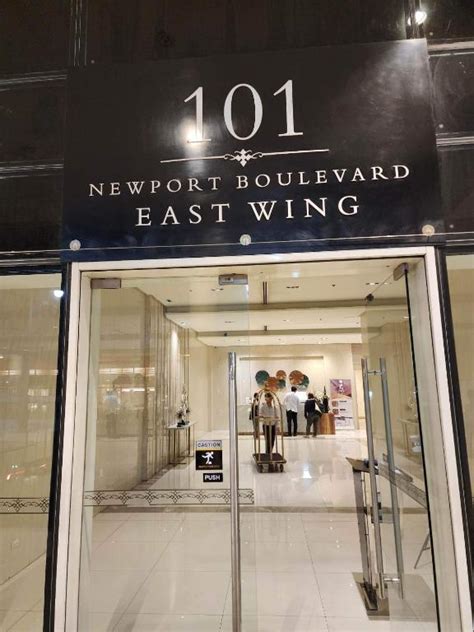 101
NEWPORT BOULEVARD
EAST WING
CAUTION
PUSH